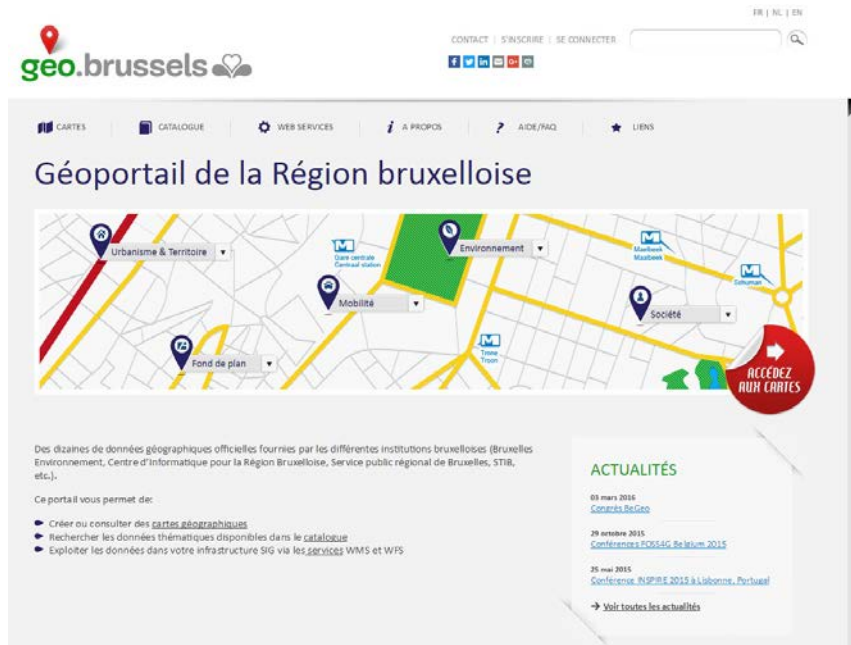 FR | NL | EN
CONTACT | S'INSCRIRE | SE CONNECTER
geo.brussels
CARTES
CATALOGUE
WEB SERVICES
A PROPOS
AIDE/FAQ
LIENS
Géoportail de la Région bruxelloise
Urbanisme & Territoire
Gare centrale
Centraal station
Environnement
Maelbeek
Maalbeek
Schuman
Mobilité
Société
Trone
Troon
Fond de plan
ACCÉDEZ
AUX CARTES
Des dizaines de données géographiques officielles fournies par les différentes institutions bruxelloises (Bruxelles
Environnement, Centre d'Informatique pour la Région Bruxelloise, Service public régional de Bruxelles, STIB,
etc.).
Ce portail vous permet de:
Créer ou consulter des cartes géographiques
Rechercher les données thématiques disponibles dans le catalogue
Exploiter les données dans votre infrastructure SIG via les services WMS et WFS
ACTUALITÉS
03 mars 2016
Congrès BeGeo
29 octobre 2015
Conférences FOSS4G Belgium 2015
25 mai 2015
Conférence INSPIRE 2015 à Lisbonne, Portugal
Voir toutes les actualités